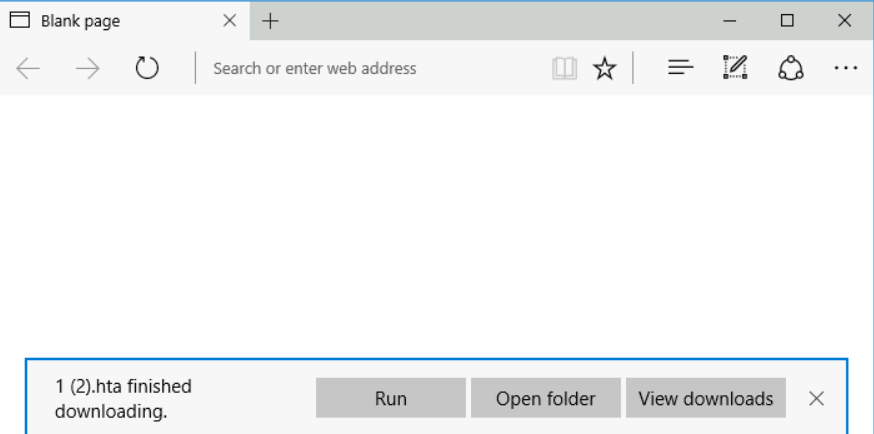 Blank page
Search or enter web address
1 (2).hta finished
downloading.
Run
Open folder
View downloads